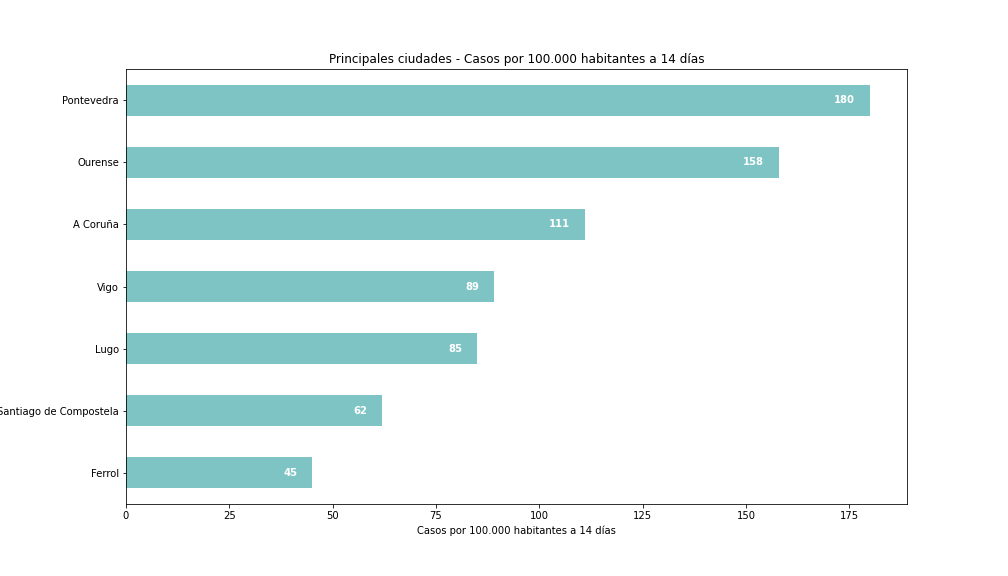 Principales ciudades - Casos por 100.000 habitantes a 14 días
Pontevedra 180
Ourense 158
A Coruña 111
Vigo 89
Lugo 85
Santiago de Compostela 62
Ferrol 45
0 25 50 75 100 125 150 175
Casos por 100.000 habitantes a 14 días